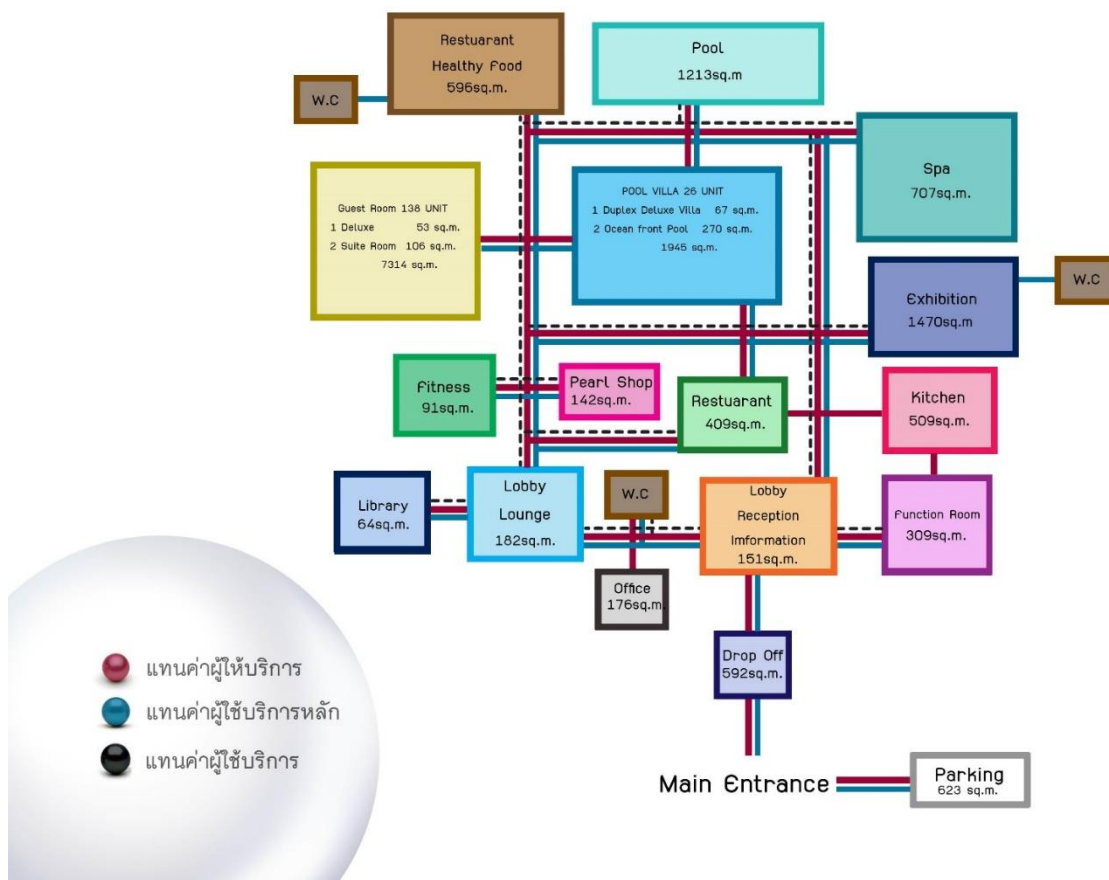 Restuarant
Healthy Food
596sq.m.
Pool
1213sq.m
W.C
Spa
707sq.m.
Guest Room 138 UNIT
1 Deluxe 53 sq.m.
2 Suite Room 106 sq.m.
7314 sq.m.
POOL VILLA 26 UNIT
1 Duplex Deluxe Villa 67 sq.m.
2 Ocean front Pool 270 sq.m.
1945 sq.m.
W.C
Exhibition
1470sq.m
Fitness
91sq.m.
Pearl Shop
142sq.m.
Restuarant
409sq.m.
Kitchen
509sq.m.
Library
64sq.m.
Lobby
Lounge
182sq.m.
W.C
Lobby
Reception
Imformation
151sq.m.
Function Room
309sq.m.
Office
176sq.m.
Drop Off
592sq.m.
แทนค่าผู้ให้บริการ
แทนค่าผู้ใช้บริการหลัก
แทนค่าผู้ใช้บริการ
Main Entrance
Parking
623 sq.m.